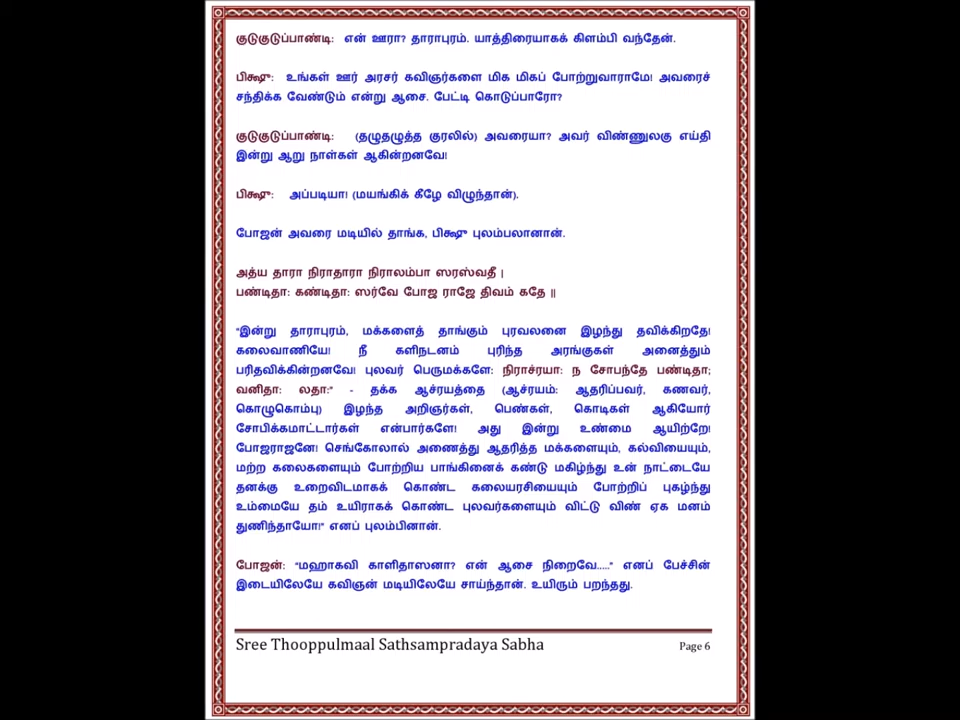 குடுகுடுப்பாண்டி: என் ஊரா? தாராபுரம். யாத்திரையாகக் கிளம்பி வந்தேன்.
பிக்ஷு: உங்கள் ஊர் அரசர் கவிஞர்களை மிக மிகப் போற்றுவாராமே! அவரைச்
சந்திக்க வேண்டும் என்று ஆசை. பேட்டி கொடுப்பாரோ?
குடுகுடுப்பாண்டி: (தழுதழுத்த குரலில்) அவரையா? அவர் விண்ணுலகு எய்தி
இன்று ஆறு நாள்கள் ஆகின்றனவே!
பிக்ஷு: அப்படியா! (மயங்கிக் கீழே விழுந்தான்).
போஜன் அவரை மடியில் தாங்க, பிக்ஷு புலம்பலானான்.
அத்ய தாரா நிராதாரா நிராலம்பா ஸரஸ்வதீ |
பண்டிதா: கண்டிதா: ஸர்வே போஜ ராஜே திவம் கதே ||
"இன்று தாராபுரம், மக்களைத் தாங்கும் புரவலனை இழந்து தவிக்கிறதே!
கலைவாணியே! நீ களிநடனம் புரிந்த அரங்குகள் அனைத்தும்
பரிதவிக்கின்றனவே! புலவர் பெருமக்களே: நிராச்ரயா: ந சோபந்தே பண்டிதா;
வனிதா: லதா:" - தக்க ஆச்ரயத்தை (ஆச்ரயம்: ஆதரிப்பவர், கணவர்,
கொழுகொம்பு) இழந்த அறிஞர்கள், பெண்கள், கொடிகள் ஆகியோர்
சோபிக்கமாட்டார்கள் என்பார்களே! அது இன்று உண்மை ஆயிற்றே!
போஜராஜனே! செங்கோலால் அணைத்து ஆதரித்த மக்களையும், கல்வியையும்,
மற்ற கலைகளையும் போற்றிய பாங்கினைக் கண்டு மகிழ்ந்து உன் நாட்டையே
தனக்கு உறைவிடமாகக் கொண்ட கலையரசியையும் போற்றிப் புகழ்ந்து
உம்மையே தம் உயிராகக் கொண்ட புலவர்களையும் விட்டு விண் ஏக மனம்
துணிந்தாயோ!" எனப் புலம்பினான்.
போஜன்: "மஹாகவி காளிதாஸனா? என் ஆசை நிறைவே....." எனப் பேச்சின்
இடையிலேயே கவிஞன் மடியிலேயே சாய்ந்தான். உயிரும் பறந்தது.
Sree Thooppulmaal Sathsampradaya Sabha Page 6